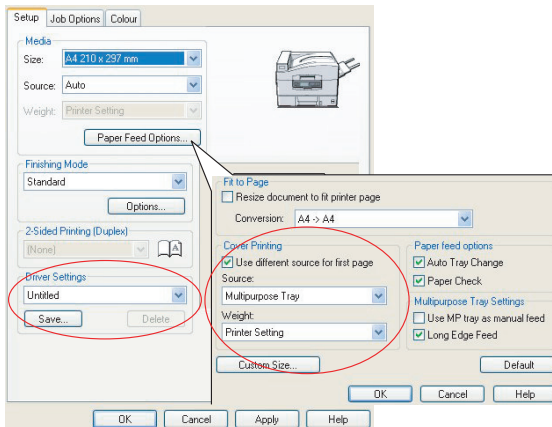 Setup Job Options Colour
Media
Size: A4 210 x 297 mm
Source: Auto
Weight: Printer Setting
Paper Feed Options...
Finishing Mode
Standard
Options...
2-Sided Printing (Duplex)
(None)
Driver Settings
Untitled
Save... Delete
OK Cancel Apply Help
Fit to Page
Resize document to fit printer page
Conversion: A4 -> A4
Cover Printing
Use different source for first page
Source:
Multipurpose Tray
Weight:
Printer Setting
Custom Size...
Paper feed options
Auto Tray Change
Paper Check
Multipurpose Tray Settings
Use MP tray as manual feed
Long Edge Feed
Default
OK Cancel Help